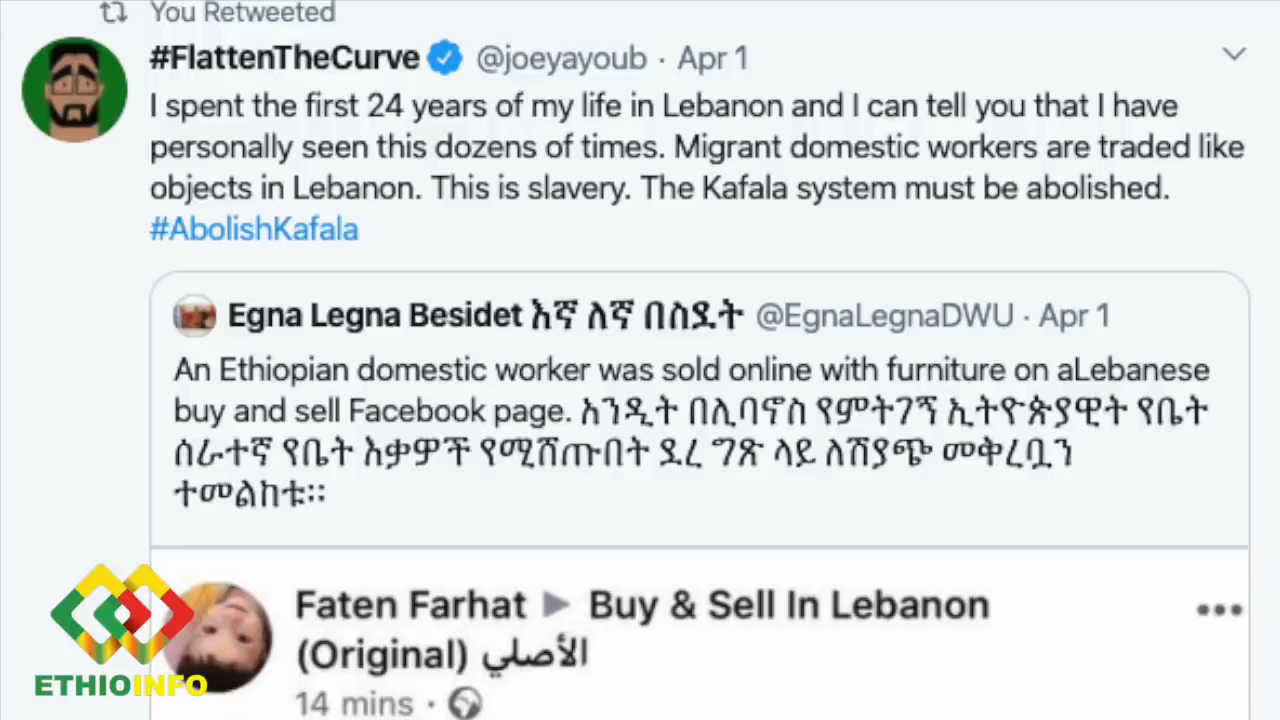 You Retweeted
#FlattenTheCurve @joeyayoub · Apr 1
I spent the first 24 years of my life in Lebanon and I can tell you that I have
personally seen this dozens of times. Migrant domestic workers are traded like
objects in Lebanon. This is slavery. The Kafala system must be abolished.
#AbolishKafala
Egna Legna Besidet እኛ ለኛ በስደት @EgnaLegnaDWU · Apr 1
An Ethiopian domestic worker was sold online with furniture on aLebanese
buy and sell Facebook page. አንዲት በሊባኖስ የምትገኝ ኢትዮጵያዊት የቤት
ሰራተኛ የቤት እቃዎች የሚሸጡበት ደረ ግጽ ላይ ለሽያጭ መቅረቧን
ተመልከቱ።
Faten Farhat ▶ Buy & Sell In Lebanon
(Original) الأصلي
14 mins ·
ETHIOINFO